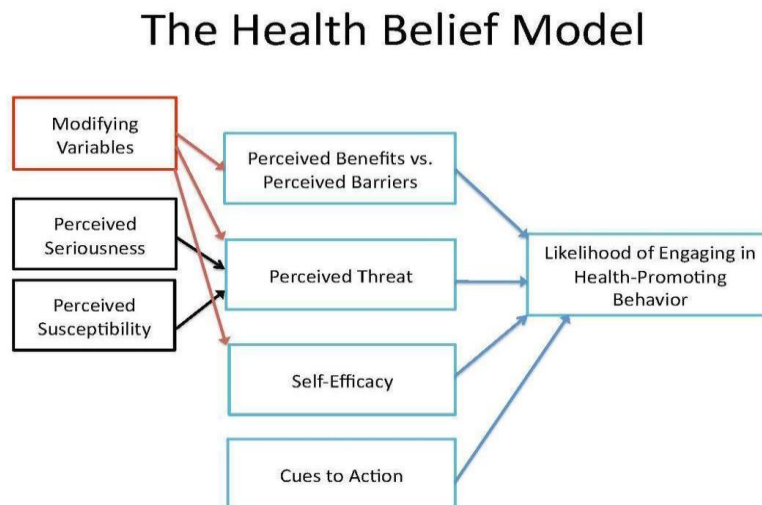 The Health Belief Model
Modifying
Variables
Perceived Benefits vs.
Perceived Barriers
Perceived
Seriousness
Perceived Threat
Likelihood of Engaging in
Health-Promoting
Behavior
Perceived
Susceptibility
Self-Efficacy
Cues to Action